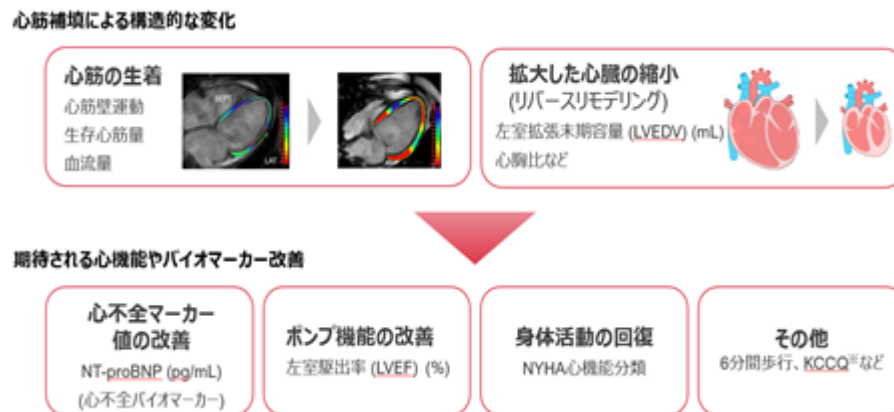 心筋補填による構造的な変化
心筋の生着
心筋壁運動
生存心筋量
血流量
SEPT
LAT
拡大した心臓の縮小
(リバースリモデリング)
左室拡張末期容量 (LVEDV) (mL)
心胸比など
期待される心機能やバイオマーカー改善
心不全マーカー
値の改善
NT-proBNP (pg/mL)
(心不全バイオマーカー)
ポンプ機能の改善
左室駆出率 (LVEF) (%)
身体活動の回復
NYHA心機能分類
その他
6分間歩行、KCCQ※など